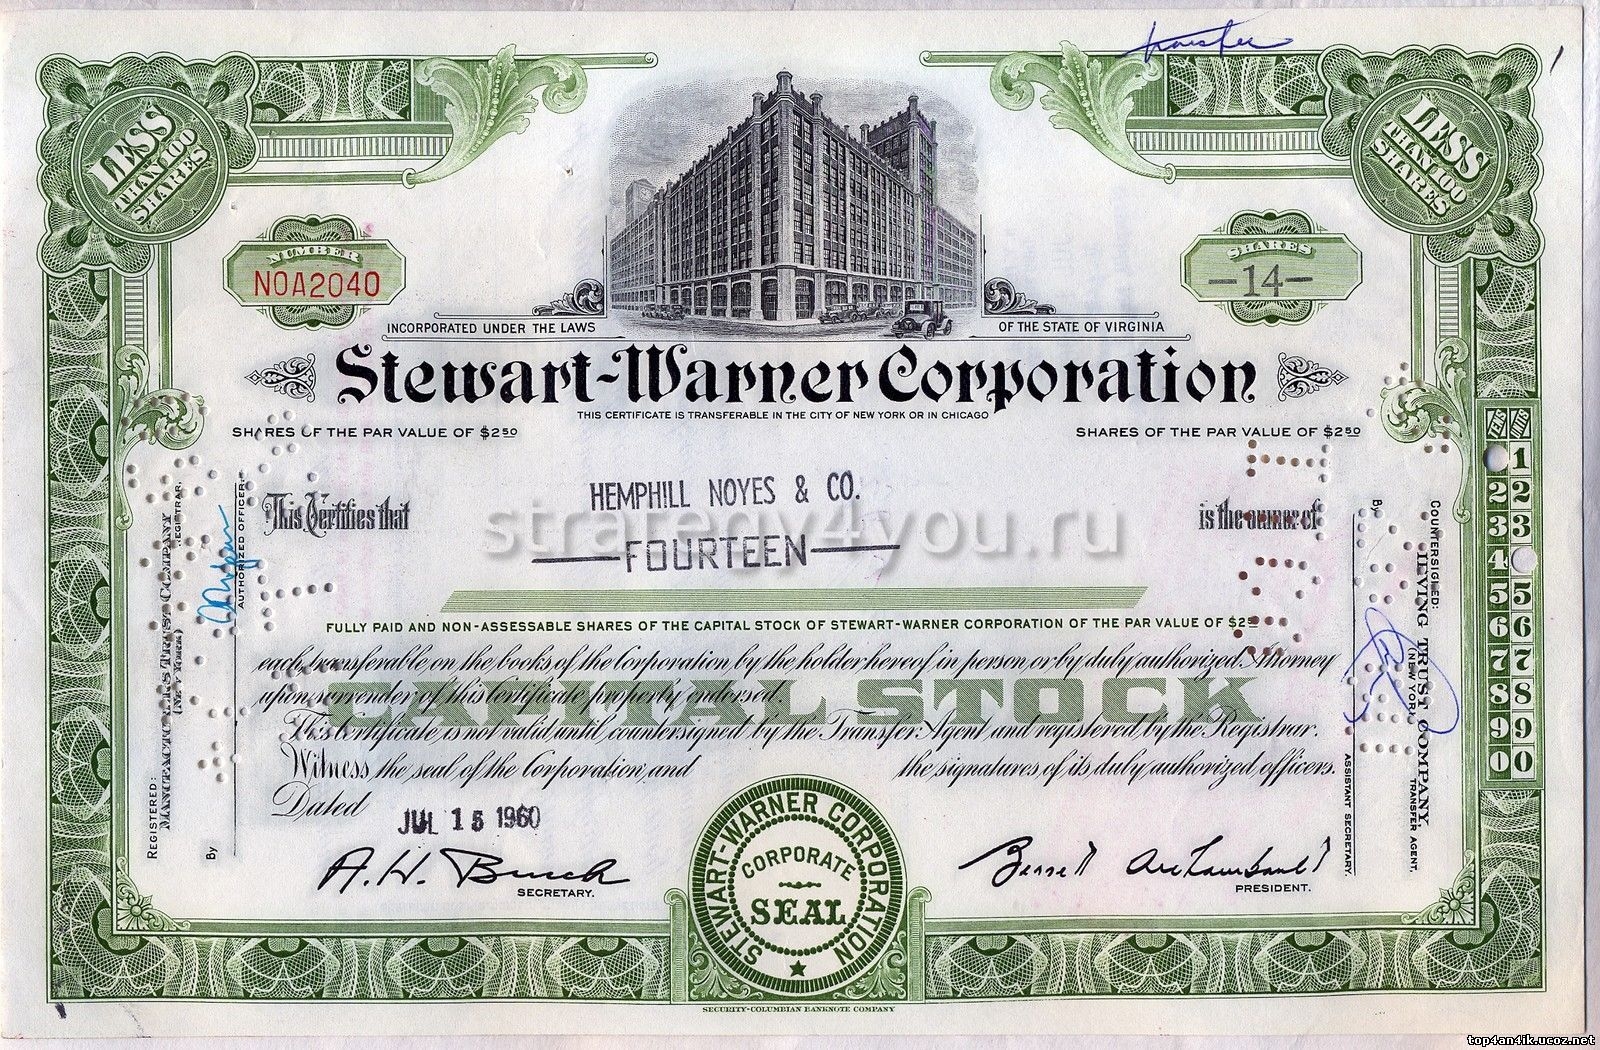 transfer
LESS
THAN 100
SHARES
LESS
THAN 100
SHARES
NUMBER
NOA2040
SHARES
—14—
INCORPORATED UNDER THE LAWS
OF THE STATE OF VIRGINIA
Stewart-Warner Corporation
THIS CERTIFICATE IS TRANSFERABLE IN THE CITY OF NEW YORK OR IN CHICAGO
SHARES OF THE PAR VALUE OF $2.50
SHARES OF THE PAR VALUE OF $2.50
HEMPHILL NOYES & CO.
This Certifies that
is the owner of
strategy4you.ru
—FOURTEEN—
FULLY PAID AND NON-ASSESSABLE SHARES OF THE CAPITAL STOCK OF STEWART-WARNER CORPORATION OF THE PAR VALUE OF $2.50
each, transferable on the books of the Corporation by the holder hereof in person, or by duly authorized Attorney
upon surrender of this Certificate properly endorsed.
CAPITAL STOCK
This certificate is not valid until countersigned by the Transfer Agent and registered by the Registrar.
Witness the seal of the Corporation, and the signatures of its duly authorized officers.
Dated
JUL 15 1960
SECRETARY.
PRESIDENT.
STEWART-WARNER CORPORATION
CORPORATE
SEAL
SECURITY-COLUMBIAN BANKNOTE COMPANY
REGISTERED:
MANUFACTURERS TRUST COMPANY
(NEW YORK)
REGISTRAR,
By
AUTHORIZED OFFICER.
COUNTERSIGNED:
IRVING TRUST COMPANY,
(NEW YORK)
TRANSFER AGENT,
By
ASSISTANT SECRETARY.
1
2 2
3 3
4
5 5
6 6
7 7
8 8
9 9
0 0
top4an4ik.ucoz.net